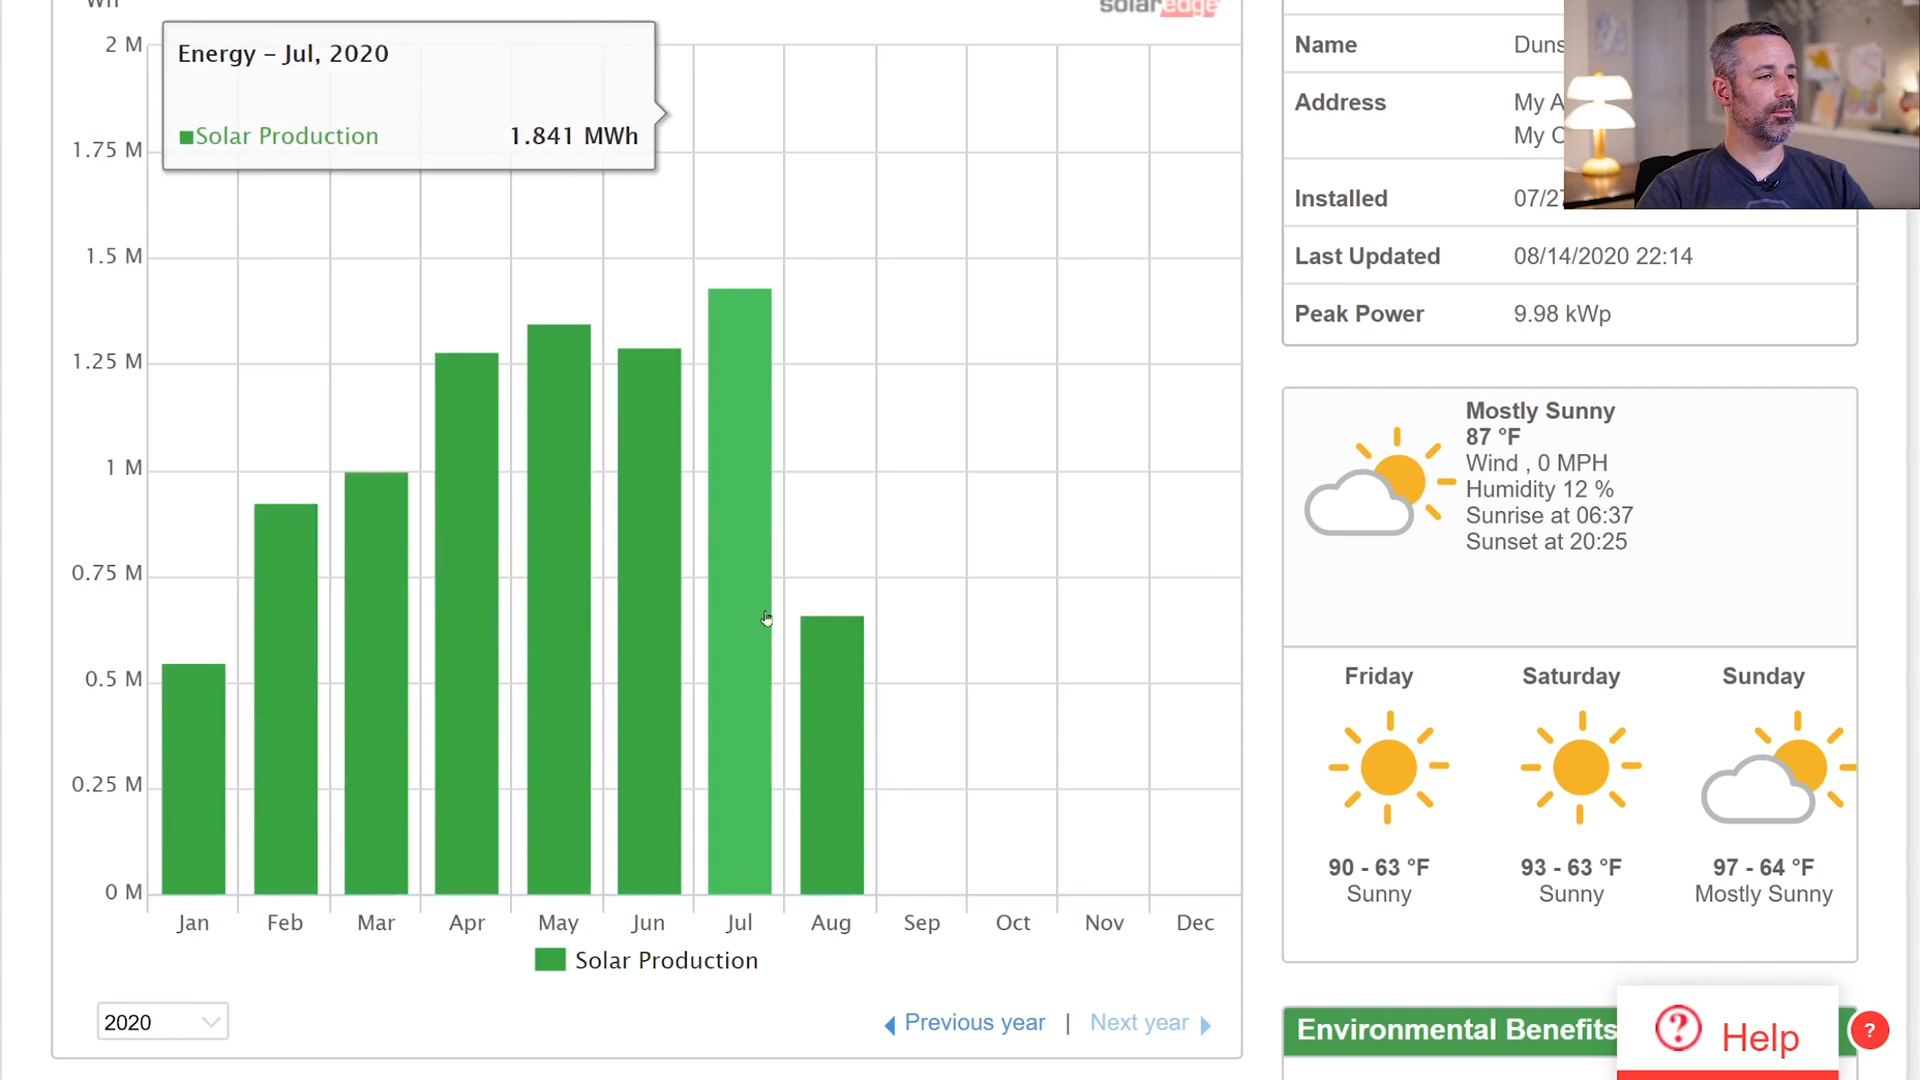 Wh
solaredge
Energy – Jul, 2020
Solar Production 1.841 MWh
2 M
1.75 M
1.5 M
1.25 M
1 M
0.75 M
0.5 M
0.25 M
0 M
Jan Feb Mar Apr May Jun Jul Aug Sep Oct Nov Dec
Solar Production
2020
Previous year | Next year
Name Duns
Address My A
My C
Installed 07/27
Last Updated 08/14/2020 22:14
Peak Power 9.98 kWp
Mostly Sunny
87 °F
Wind , 0 MPH
Humidity 12 %
Sunrise at 06:37
Sunset at 20:25
Friday Saturday Sunday
90 - 63 °F 93 - 63 °F 97 - 64 °F
Sunny Sunny Mostly Sunny
Environmental Benefits
? Help
?